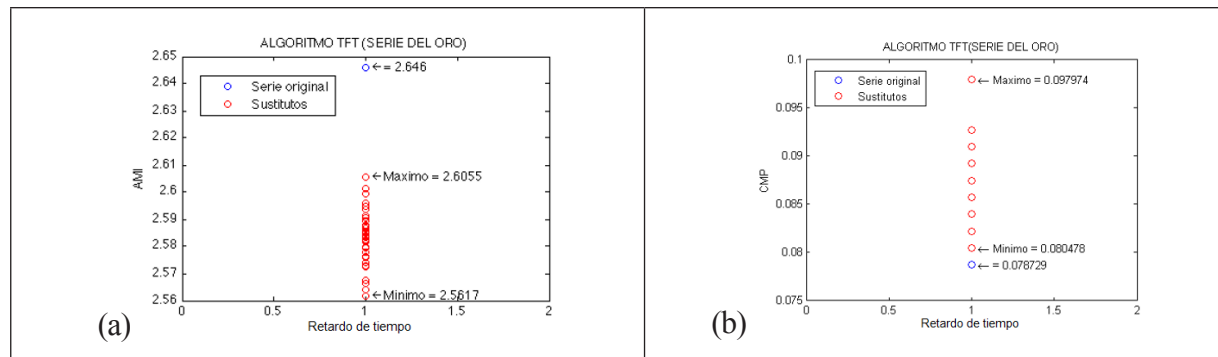 ALGORITMO TFT (SERIE DEL ORO)
2.65
2.64
2.63
2.62
2.61
2.6
2.59
2.58
2.57
2.56
AMI
Serie original
Sustitutos
←= 2.646
←Maximo = 2.6055
←Minimo = 2.5617
0
0.5
1
1.5
2
Retardo de tiempo
(a)
ALGORITMO TFT(SERIE DEL ORO)
0.1
0.095
0.09
0.085
0.08
0.075
CMP
Serie original
Sustitutos
← Maximo = 0.097974
← Minimo = 0.080478
← = 0.078729
0
0.5
1
1.5
2
Retardo de tiempo
(b)